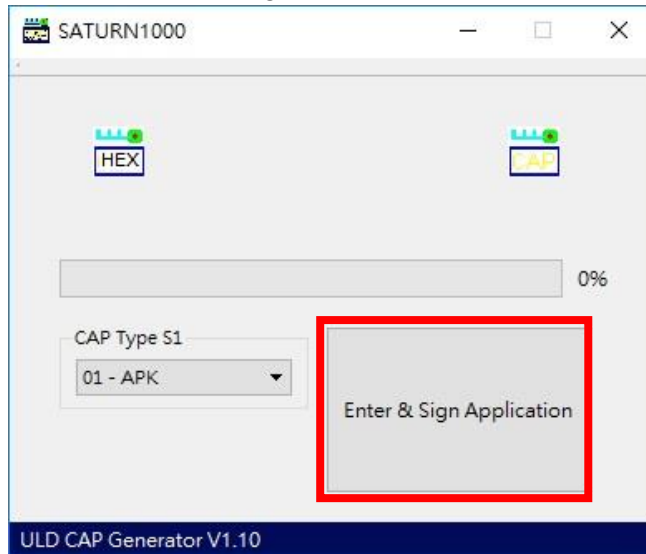 SATURN1000
HEX
CAP
0%
CAP Type S1
01 - APK
Enter & Sign Application
ULD CAP Generator V1.10